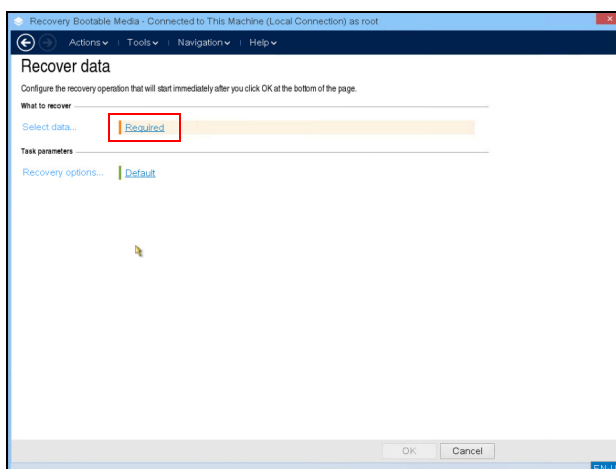 Recovery Bootable Media - Connected to This Machine (Local Connection) as root
Actions Tools Navigation Help
Recover data
Configure the recovery operation that will start immediately after you click OK at the bottom of the page.
What to recover
Select data... Required
Task parameters
Recovery options... Default
OK Cancel